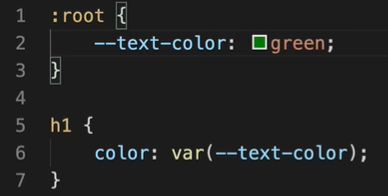 1 :root {
2     --text-color: green;
3 }
4
5 h1 {
6     color: var(--text-color);
7 }